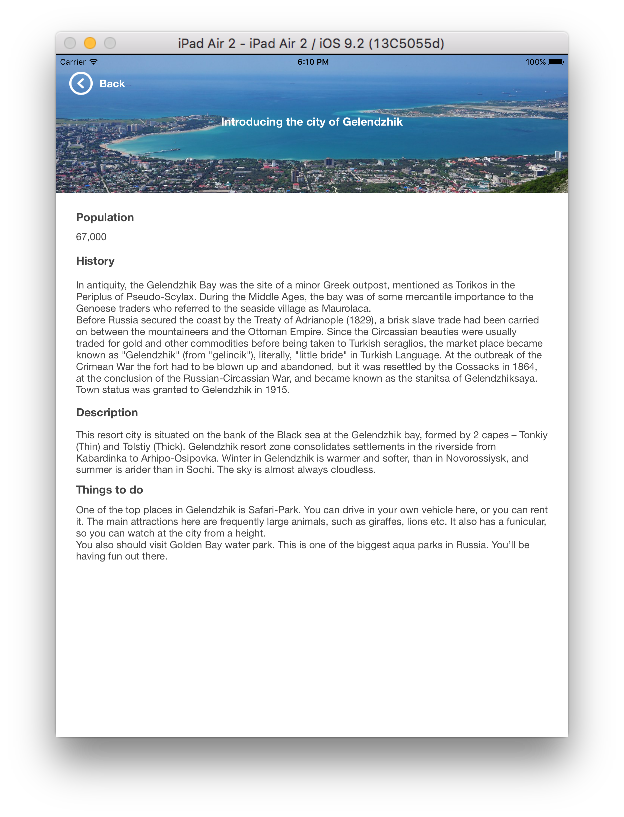 iPad Air 2 - iPad Air 2 / iOS 9.2 (13C5055d)
Carrier 6:10 PM 100%
Back
Introducing the city of Gelendzhik
Population
67,000
History
In antiquity, the Gelendzhik Bay was the site of a minor Greek outpost, mentioned as Torikos in the
Periplus of Pseudo-Scylax. During the Middle Ages, the bay was of some mercantile importance to the
Genoese traders who referred to the seaside village as Maurolaca.
Before Russia secured the coast by the Treaty of Adrianople (1829), a brisk slave trade had been carried
on between the mountaineers and the Ottoman Empire. Since the Circassian beauties were usually
traded for gold and other commodities before being taken to Turkish seraglios, the market place became
known as "Gelendzhik" (from "gelincik"), literally, "little bride" in Turkish Language. At the outbreak of the
Crimean War the fort had to be blown up and abandoned, but it was resettled by the Cossacks in 1864,
at the conclusion of the Russian-Circassian War, and became known as the stanitsa of Gelendzhiksaya.
Town status was granted to Gelendzhik in 1915.
Description
This resort city is situated on the bank of the Black sea at the Gelendzhik bay, formed by 2 capes – Tonkiy
(Thin) and Tolstiy (Thick). Gelendzhik resort zone consolidates settlements in the riverside from
Kabardinka to Arhipo-Osipovka. Winter in Gelendzhik is warmer and softer, than in Novorossiysk, and
summer is arider than in Sochi. The sky is almost always cloudless.
Things to do
One of the top places in Gelendzhik is Safari-Park. You can drive in your own vehicle here, or you can rent
it. The main attractions here are frequently large animals, such as giraffes, lions etc. It also has a funicular,
so you can watch at the city from a height.
You also should visit Golden Bay water park. This is one of the biggest aqua parks in Russia. You'll be
having fun out there.